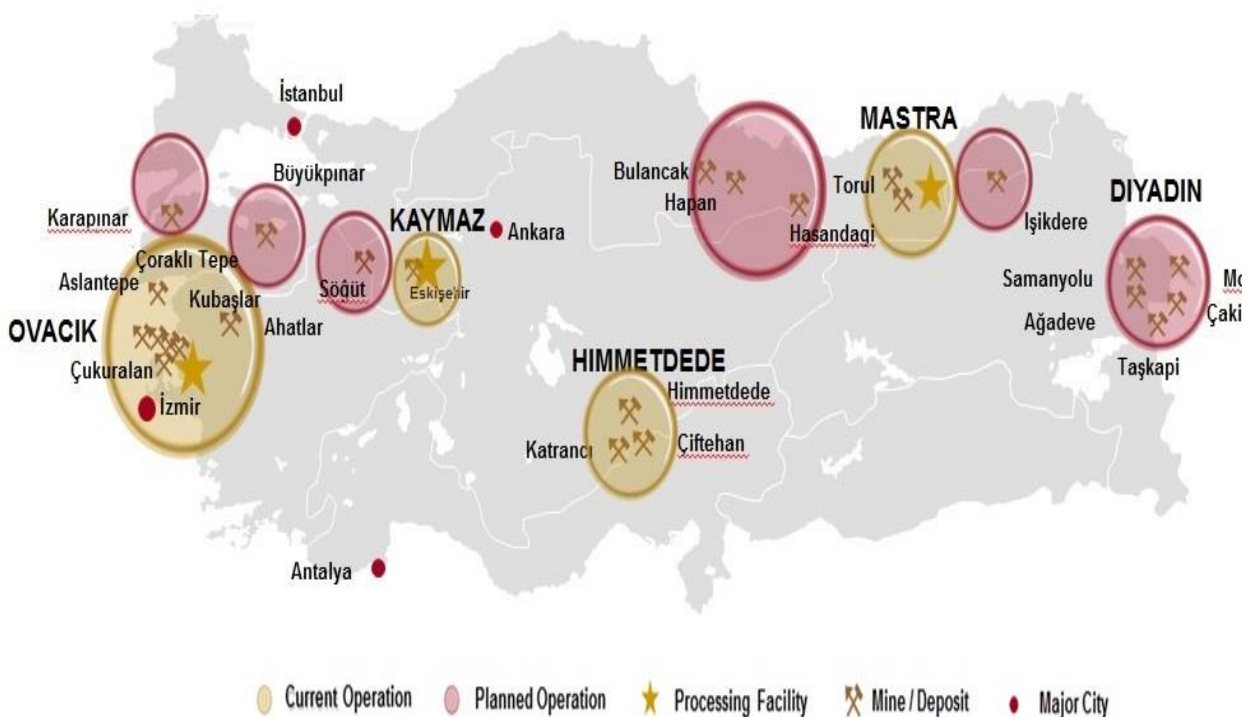 İstanbul
MASTRA
Bulancak
Torul
Büyükpınar
DIYADIN
Hapan
KAYMAZ
Karapınar
Ankara
Işikdere
Hasandagi
Çoraklı Tepe
Aslantepe
Samanyolu
Mo
Söğüt
Eskişehir
Kubaşlar
Çaki
OVACIK
Ahatlar
Ağadeve
HIMMETDEDE
Çukuralan
Taşkapi
Himmetdede
İzmir
Katrancı
Çiftehan
Antalya
Current Operation
Planned Operation
Processing Facility
Mine / Deposit
Major City